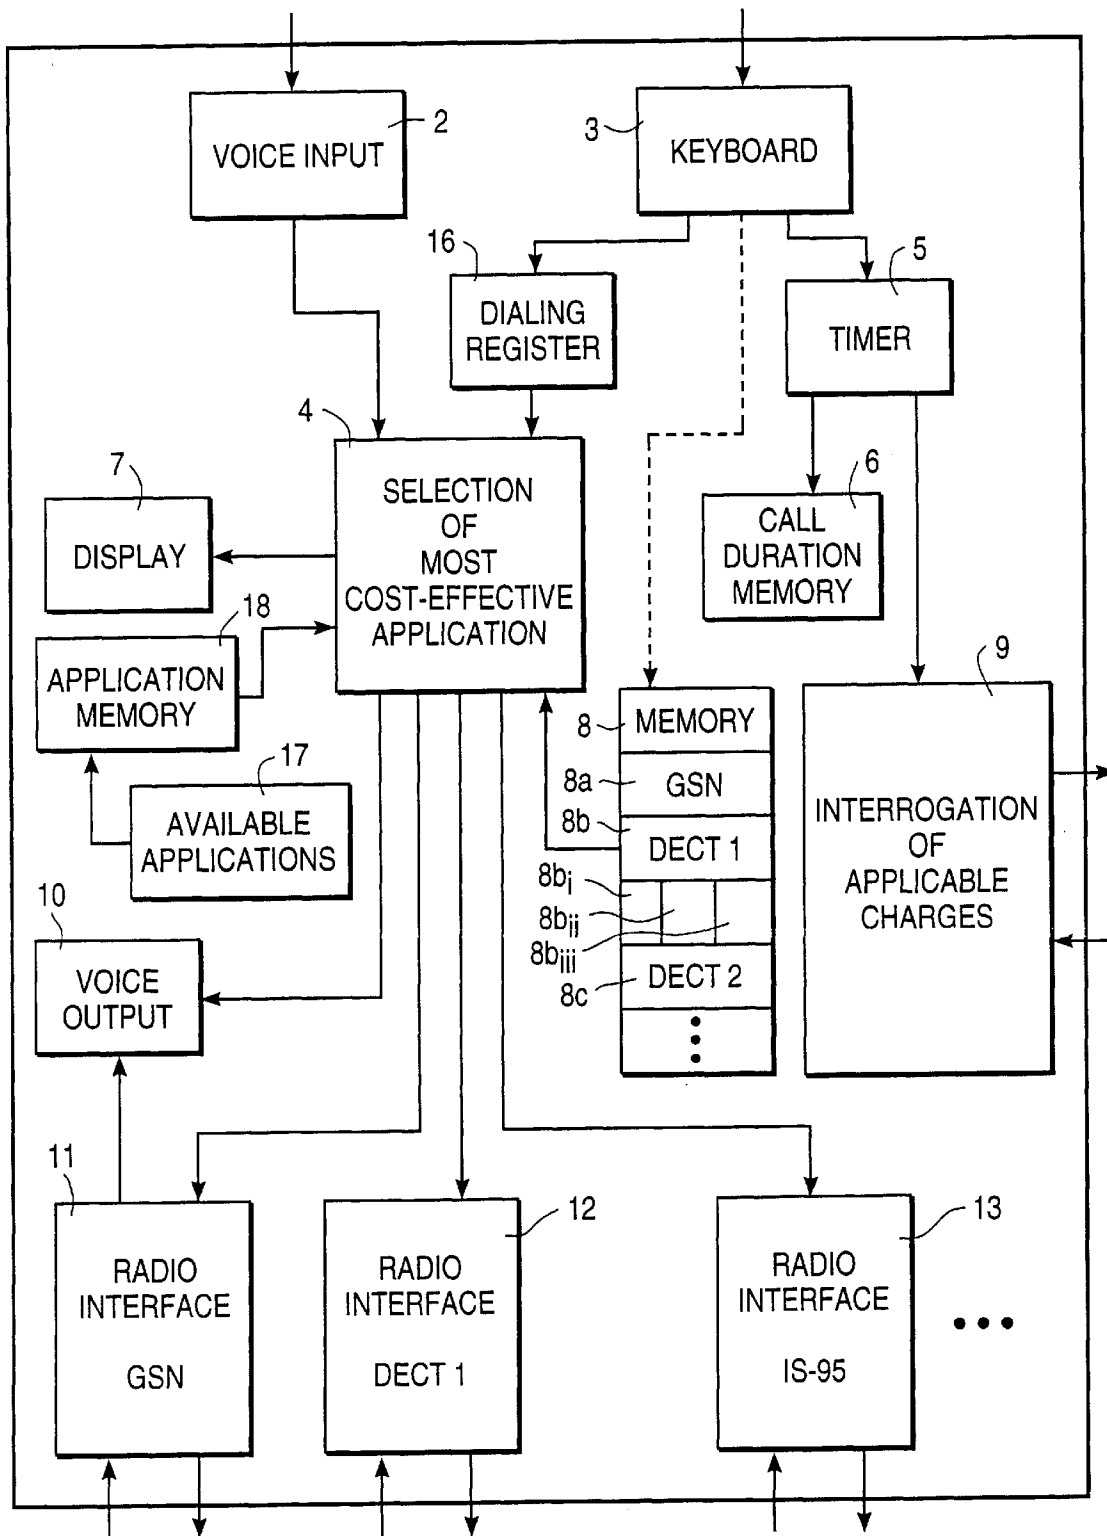 2
VOICE INPUT
3
KEYBOARD
16
DIALING
REGISTER
5
TIMER
4
SELECTION
OF
MOST
COST-EFFECTIVE
APPLICATION
7
DISPLAY
6
CALL
DURATION
MEMORY
18
APPLICATION
MEMORY
17
AVAILABLE
APPLICATIONS
8
MEMORY
8a
GSN
8b
DECT 1
8bi
8bii
8biii
8c
DECT 2
9
INTERROGATION
OF
APPLICABLE
CHARGES
10
VOICE
OUTPUT
11
RADIO
INTERFACE
GSN
12
RADIO
INTERFACE
DECT 1
13
RADIO
INTERFACE
IS-95